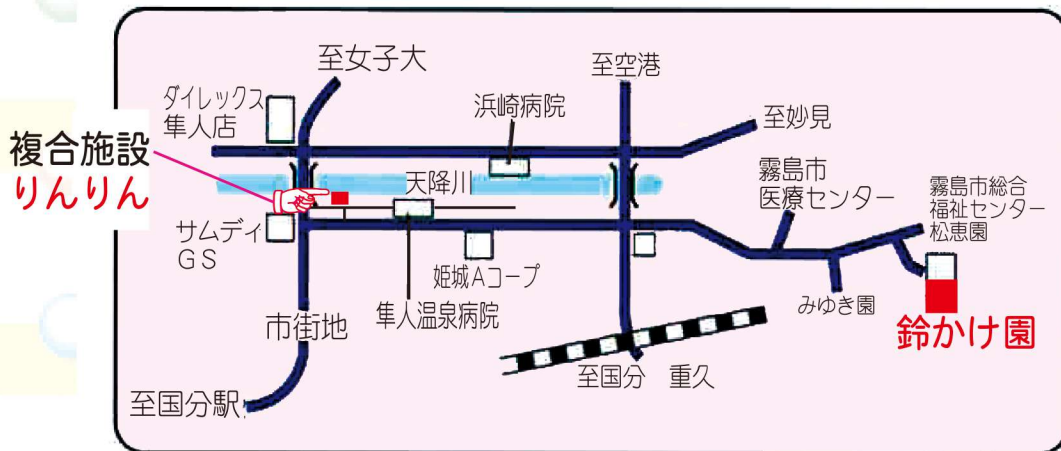 至女子大
至空港
ダイレックス
隼人店
浜崎病院
至妙見
複合施設
りんりん
天降川
霧島市
医療センター
霧島市総合
福祉センター
松恵園
サムディ
GS
姫城Aコープ
隼人温泉病院
みゆき園
鈴かけ園
市街地
至国分 重久
至国分駅